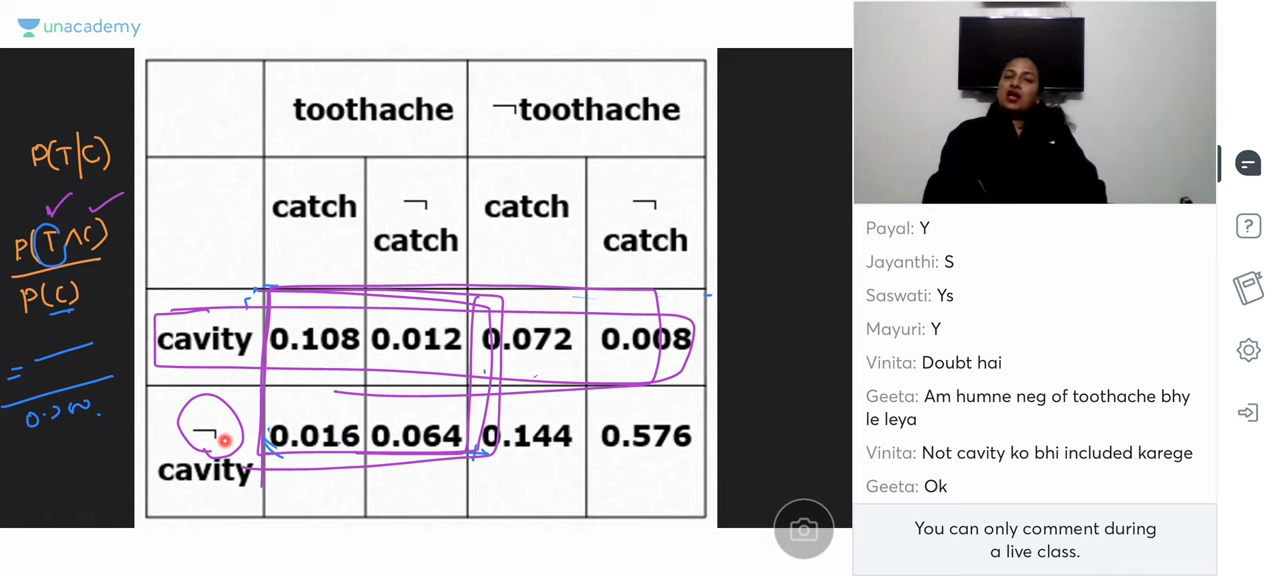 unacademy
P(T|C)
P(T∧C)
P(C)
=
0.200.
toothache ¬toothache
catch ¬ catch ¬
catch catch
cavity 0.108 0.012 0.072 0.008
¬ 0.016 0.064 0.144 0.576
cavity
Payal: Y
Jayanthi: S
Saswati: Ys
Mayuri: Y
Vinita: Doubt hai
Geeta: Am humne neg of toothache bhy
le leya
Vinita: Not cavity ko bhi included karege
Geeta: Ok
You can only comment during
a live class.